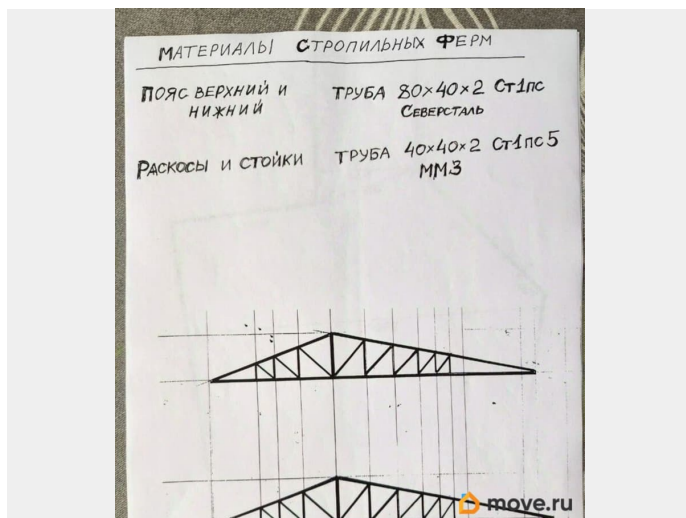 МАТЕРИАЛЫ СТРОПИЛЬНЫХ ФЕРМ
ПОЯС ВЕРХНИЙ И НИЖНИЙ
ТРУБА 80×40×2 Ст1пс
СЕВЕРСТАЛЬ
РАСКОСЫ И СТОЙКИ
ТРУБА 40×40×2 Ст1пс5
ММЗ
move.ru